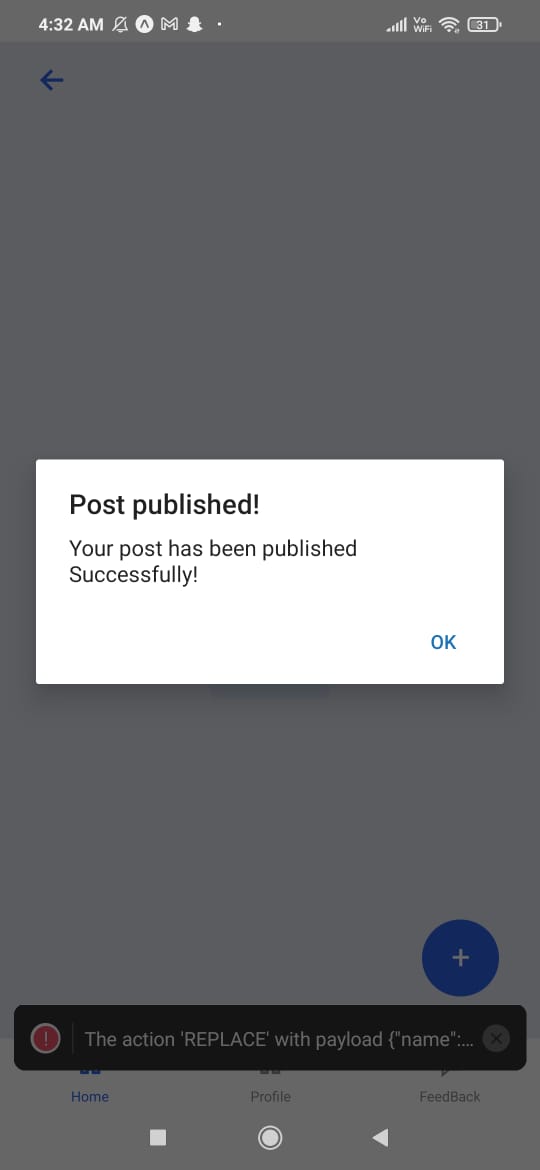 4:32 AM
Vo
WiFi
31
Post published!
Your post has been published
Successfully!
OK
+
The action 'REPLACE' with payload {"name":...
Home
Profile
FeedBack